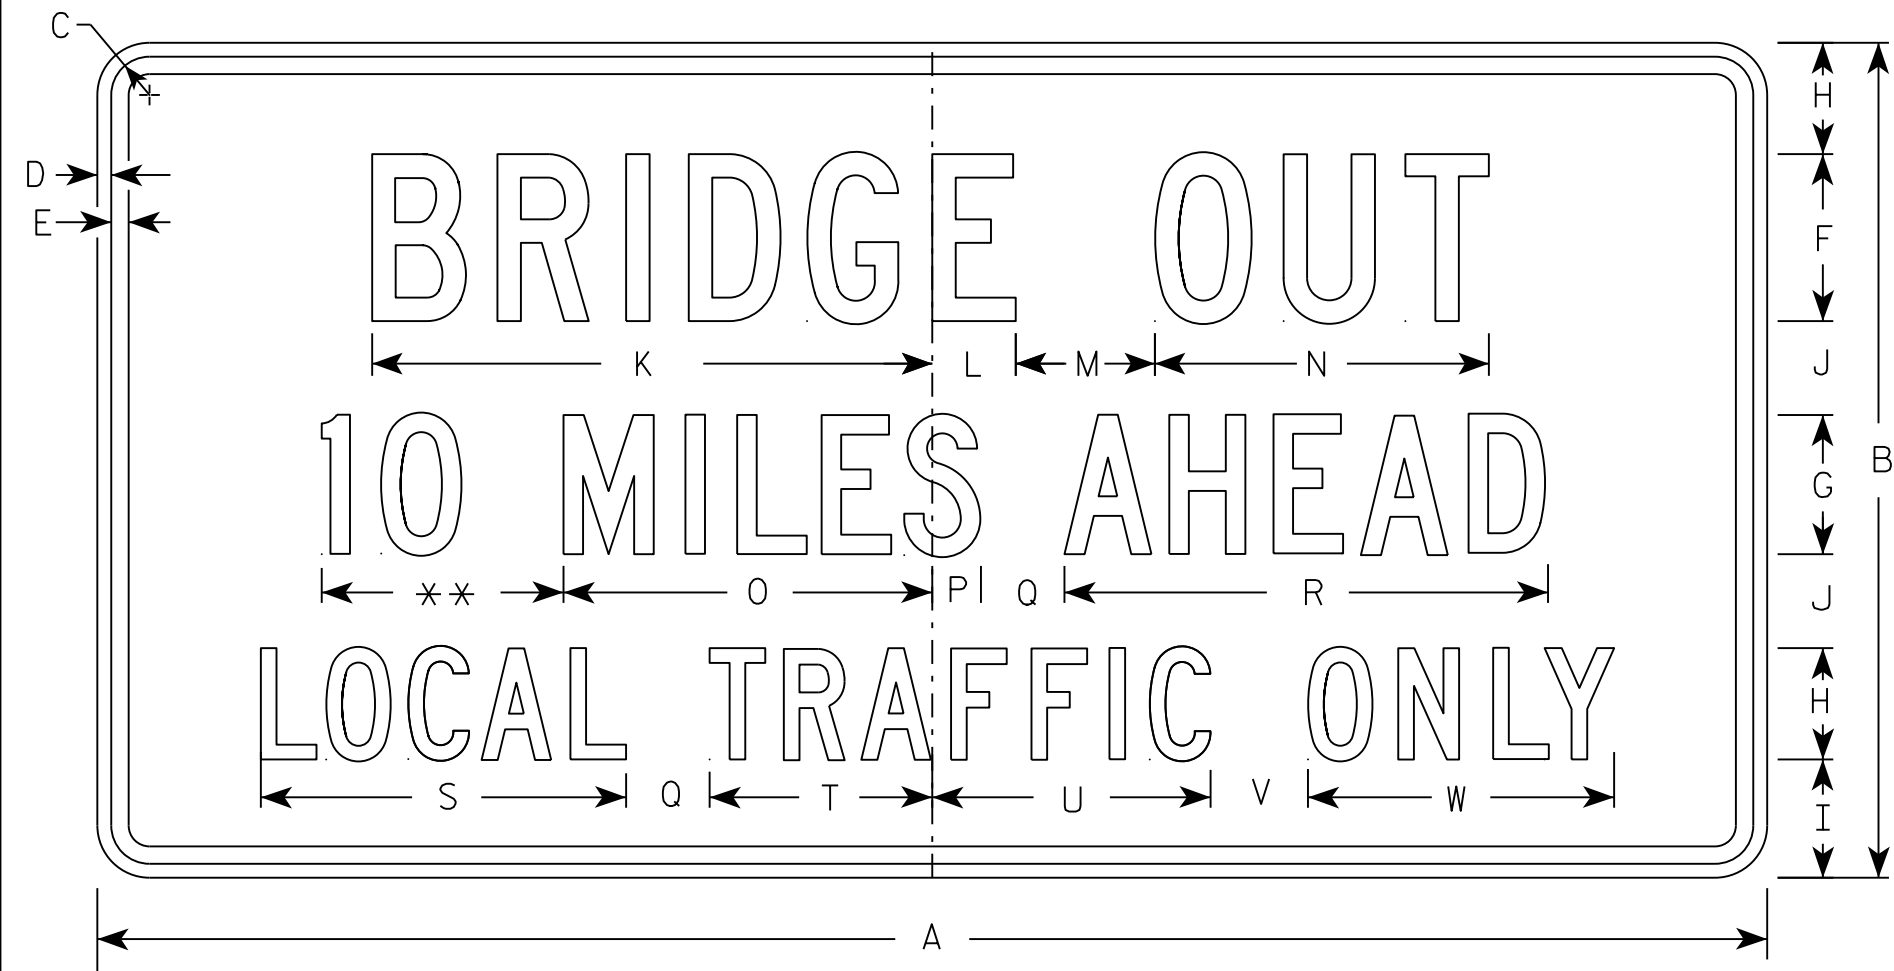 C
H
BRIDGE OUT
D
E
F
K L M N
J
10 MILES AHEAD
B
G
** O P Q R
J
LOCAL TRAFFIC ONLY
H
S Q T U V W
I
A